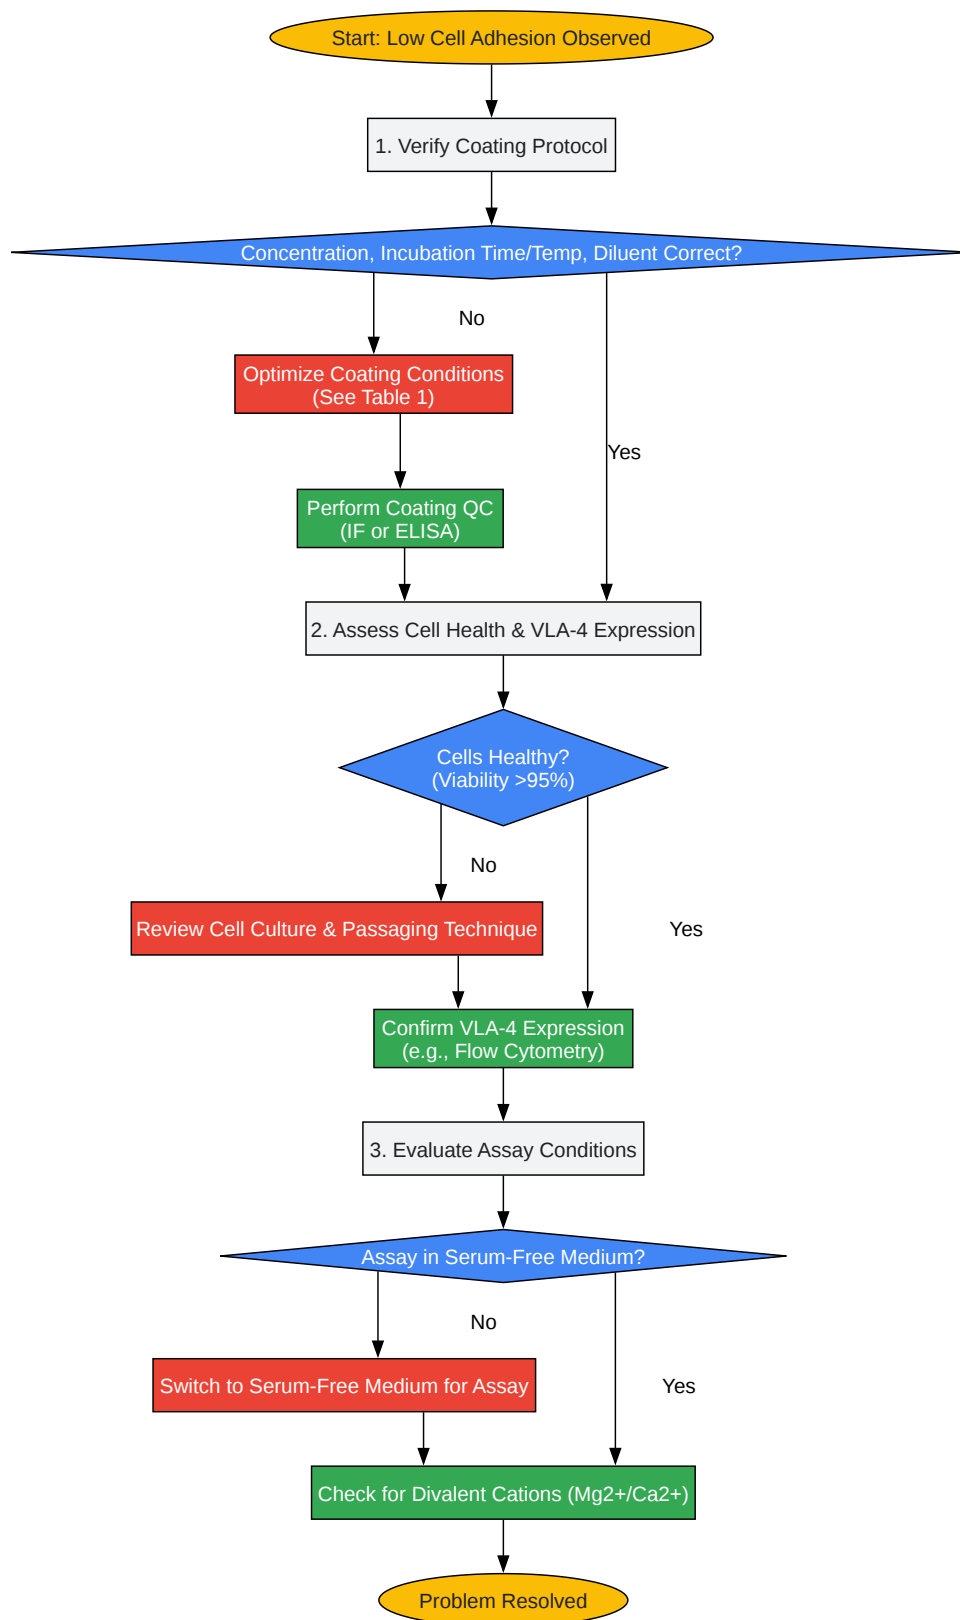 Start: Low Cell Adhesion Observed
1. Verify Coating Protocol
Concentration, Incubation Time/Temp, Diluent Correct?
No
Optimize Coating Conditions
(See Table 1)
Yes
Perform Coating QC
(IF or ELISA)
2. Assess Cell Health & VLA-4 Expression
Cells Healthy?
(Viability >95%)
No
Review Cell Culture & Passaging Technique
Yes
Confirm VLA-4 Expression
(e.g., Flow Cytometry)
3. Evaluate Assay Conditions
Assay in Serum-Free Medium?
No
Switch to Serum-Free Medium for Assay
Yes
Check for Divalent Cations (Mg2+/Ca2+)
Problem Resolved